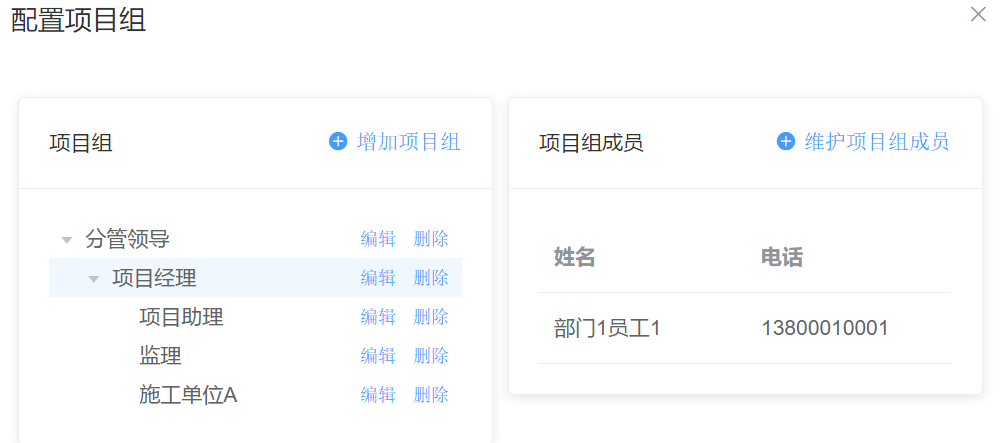 配置项目组
项目组
增加项目组
分管领导 编辑 删除
项目经理 编辑 删除
项目助理 编辑 删除
监理 编辑 删除
施工单位A 编辑 删除
项目组成员
维护项目组成员
姓名 电话
部门1员工1 13800010001